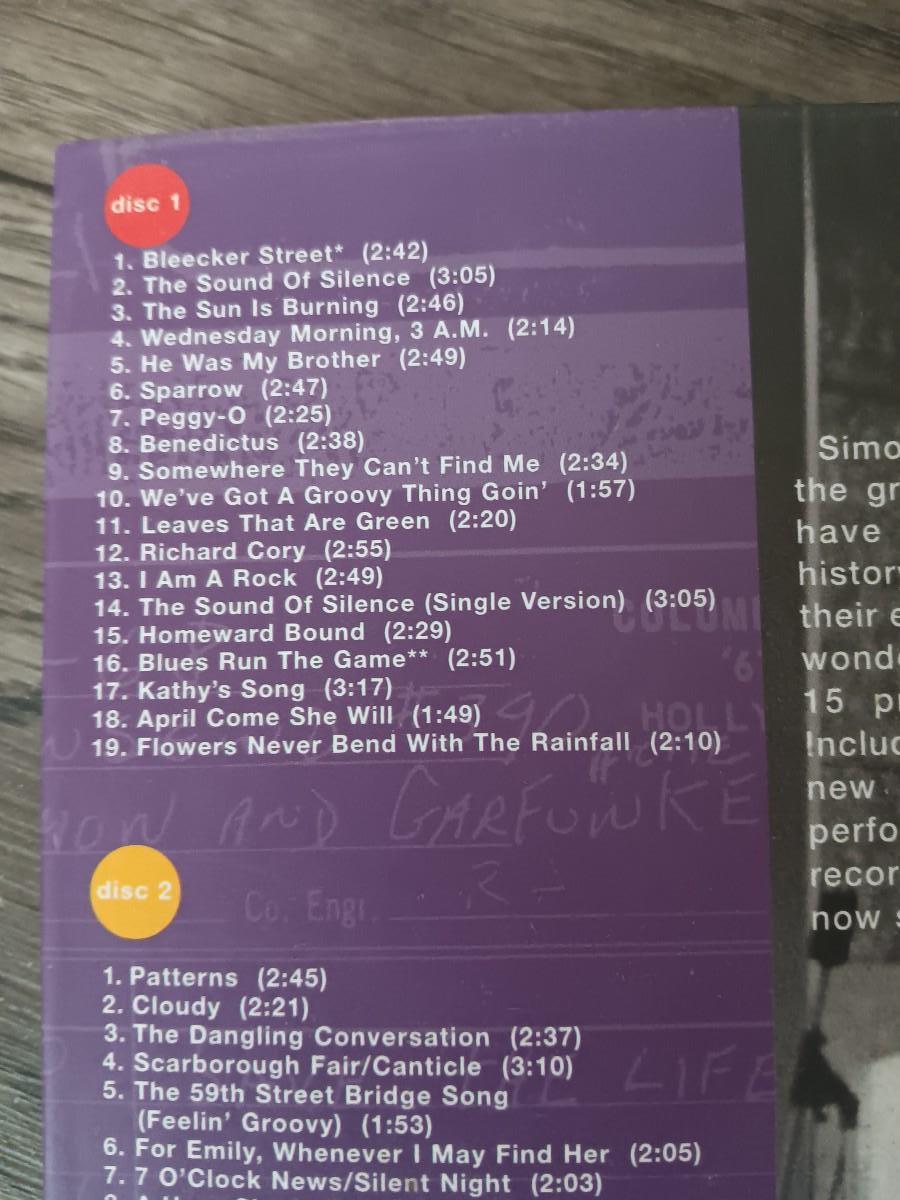 disc 1
1. Bleecker Street* (2:42)
2. The Sound Of Silence (3:05)
3. The Sun Is Burning (2:46)
4. Wednesday Morning, 3 A.M. (2:14)
5. He Was My Brother (2:49)
6. Sparrow (2:47)
7. Peggy-O (2:25)
8. Benedictus (2:38)
9. Somewhere They Can't Find Me (2:34)
10. We've Got A Groovy Thing Goin' (1:57)
11. Leaves That Are Green (2:20)
12. Richard Cory (2:55)
13. I Am A Rock (2:49)
14. The Sound Of Silence (Single Version) (3:05)
15. Homeward Bound (2:29)
16. Blues Run The Game** (2:51)
17. Kathy's Song (3:17)
18. April Come She Will (1:49)
19. Flowers Never Bend With The Rainfall (2:10)
AND GARFUNKE
disc 2
Co. Engr.
1. Patterns (2:45)
2. Cloudy (2:21)
3. The Dangling Conversation (2:37)
4. Scarborough Fair/Canticle (3:10)
5. The 59th Street Bridge Song
(Feelin' Groovy) (1:53)
6. For Emily, Whenever I May Find Her (2:05)
7. 7 O'Clock News/Silent Night (2:03)
LIFE
Simo
the gr
have
history
their e
15 pr
Includ
new
perfo
recor
now